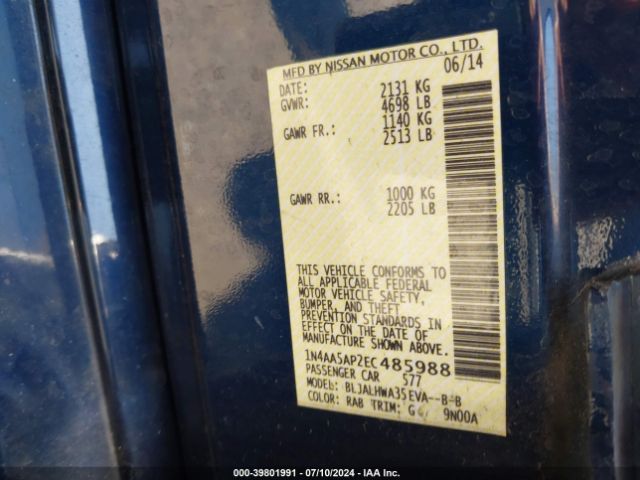 MFD BY NISSAN MOTOR CO., LTD.
DATE: 06/14
GVWR: 2131 KG
4698 LB
GAWR FR.: 1140 KG
2513 LB
GAWR RR.: 1000 KG
2205 LB
THIS VEHICLE CONFORMS TO
ALL APPLICABLE FEDERAL
MOTOR VEHICLE SAFETY,
BUMPER, AND THEFT
PREVENTION STANDARDS IN
EFFECT ON THE DATE OF
MANUFACTURE SHOWN ABOVE.
1N4AA5AP2EC485988
PASSENGER CAR 577
MODEL: BLJALHWA35EVA--B-B
COLOR: RAB TRIM: G 9N00A
000-39801991 / 07/10/2024 / IAA Inc.